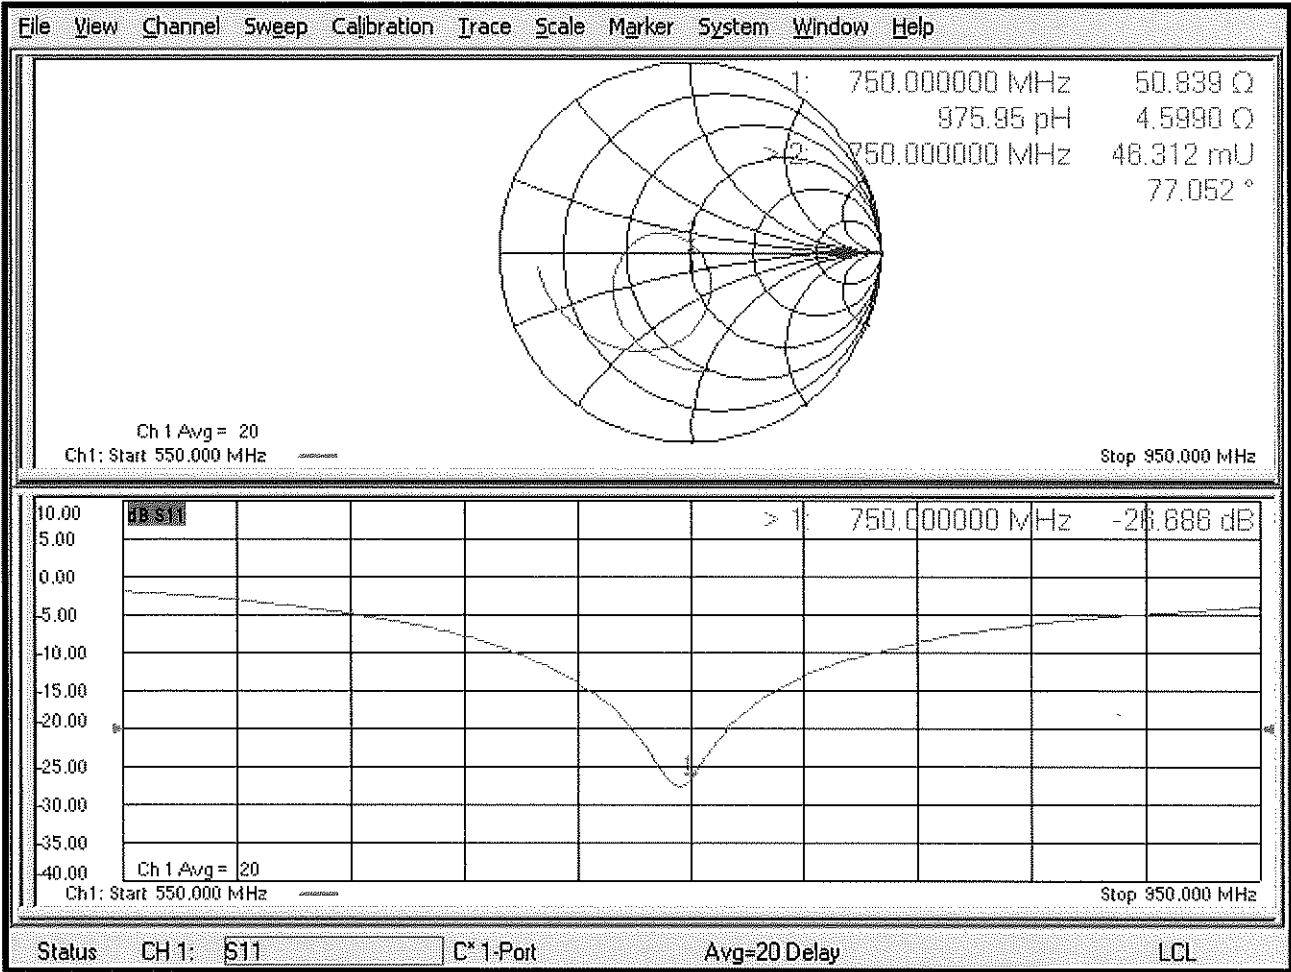 File View Channel Sweep Calibration Trace Scale Marker System Window Help
1: 750.000000 MHz 50.839 Ω
975.95 pH 4.5990 Ω
> 2: 750.000000 MHz 46.312 mU
77.052 °
Ch 1 Avg = 20
Ch1: Start 550.000 MHz
Stop 950.000 MHz
10.00
dB S11
> 1: 750.000000 MHz -26.686 dB
5.00
0.00
-5.00
-10.00
-15.00
-20.00
-25.00
1
-30.00
-35.00
-40.00
Ch 1 Avg = 20
Ch1: Start 550.000 MHz
Stop 950.000 MHz
Status CH 1: S11 C* 1-Port Avg=20 Delay LCL